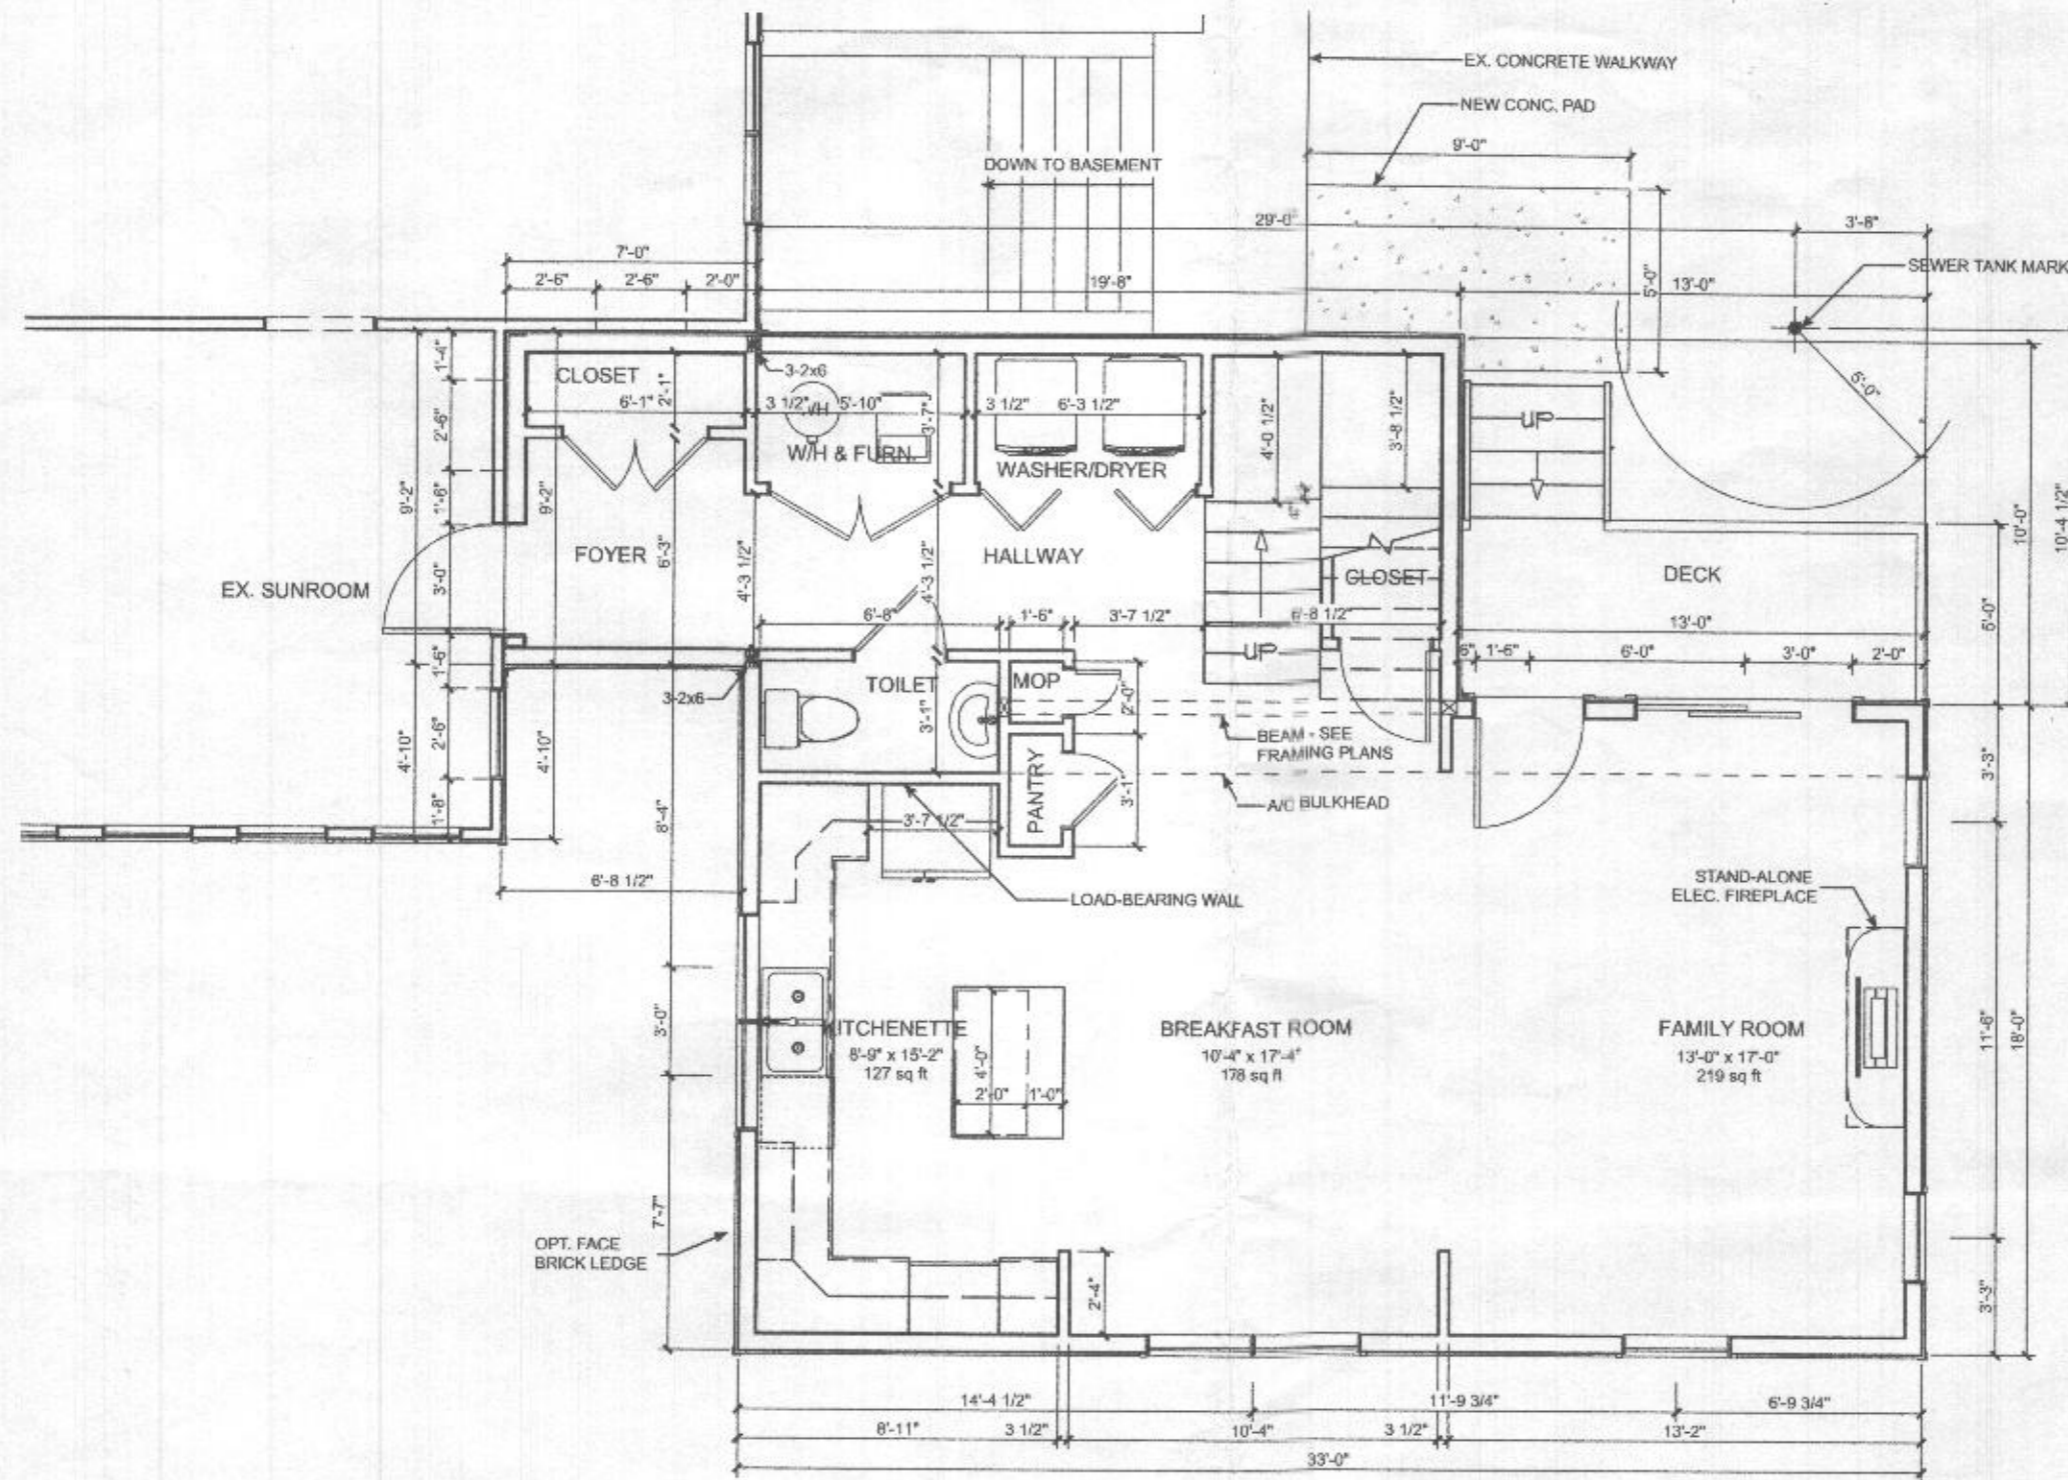 EX. CONCRETE WALKWAY
NEW CONC. PAD
9'-0"
DOWN TO BASEMENT
29'-0"
3'-8"
7'-0"
SEWER TANK MARK
2'-6"
2'-6"
2'-0"
19'-8"
5'-0"
13'-0"
1'-4"
3-2x6
CLOSET
2'-1"
6'-1"
3 1/2"
5'-10"
3'-7"
3 1/2"
6'-3 1/2"
4'-0 1/2"
3'-8 1/2"
UP
5'-0"
2'-6"
W/H & FURN.
WASHER/DRYER
9'-2"
1'-6"
9'-2"
10'-0"
10'-4 1/2"
FOYER
6'-3"
4'-3 1/2"
4'-3 1/2"
HALLWAY
CLOSET
DECK
EX. SUNROOM
3'-0"
6'-8"
1'-6"
3'-7 1/2"
6'-8 1/2"
13'-0"
6'-0"
1'-6"
UP
6"
1'-6"
6'-0"
3'-0"
2'-0"
3-2x6
TOILET
MOP
3'-1"
2'-0"
BEAM - SEE
FRAMING PLANS
4'-10"
2'-6"
4'-10"
PANTRY
3'-1"
A/C BULKHEAD
3'-3"
1'-8"
8'-4"
3'-7 1/2"
6'-8 1/2"
LOAD-BEARING WALL
STAND-ALONE
ELEC. FIREPLACE
3'-0"
KITCHENETTE
8'-9" x 15'-2"
127 sq ft
4'-0"
2'-0"
1'-0"
BREAKFAST ROOM
10'-4" x 17'-4"
178 sq ft
FAMILY ROOM
13'-0" x 17'-0"
219 sq ft
11'-6"
18'-0"
7'-7"
OPT. FACE
BRICK LEDGE
2'-4"
3'-3"
14'-4 1/2"
11'-9 3/4"
6'-9 3/4"
8'-11"
3 1/2"
10'-4"
3 1/2"
13'-2"
33'-0"